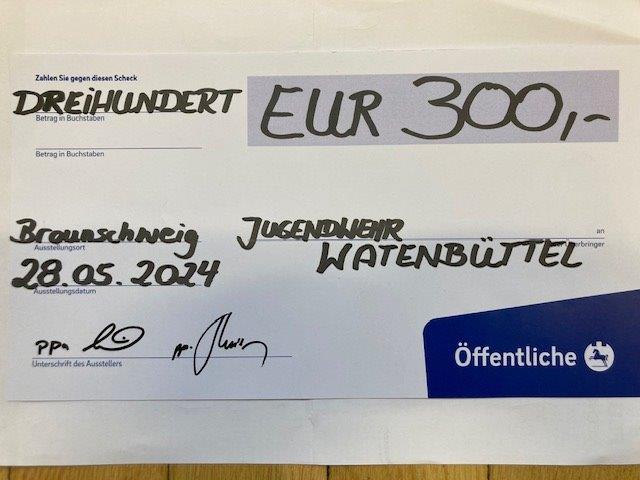 Zahlen Sie gegen diesen Scheck
DREIHUNDERT EUR 300,-
Betrag in Buchstaben
Betrag in Buchstaben
Braunschweig JUGENDWEHR an
Ausstellungsort WATENBÜTTEL
28.05.2024
Ausstellungsdatum
ppa ppa.
Unterschrift des Ausstellers
Öffentliche